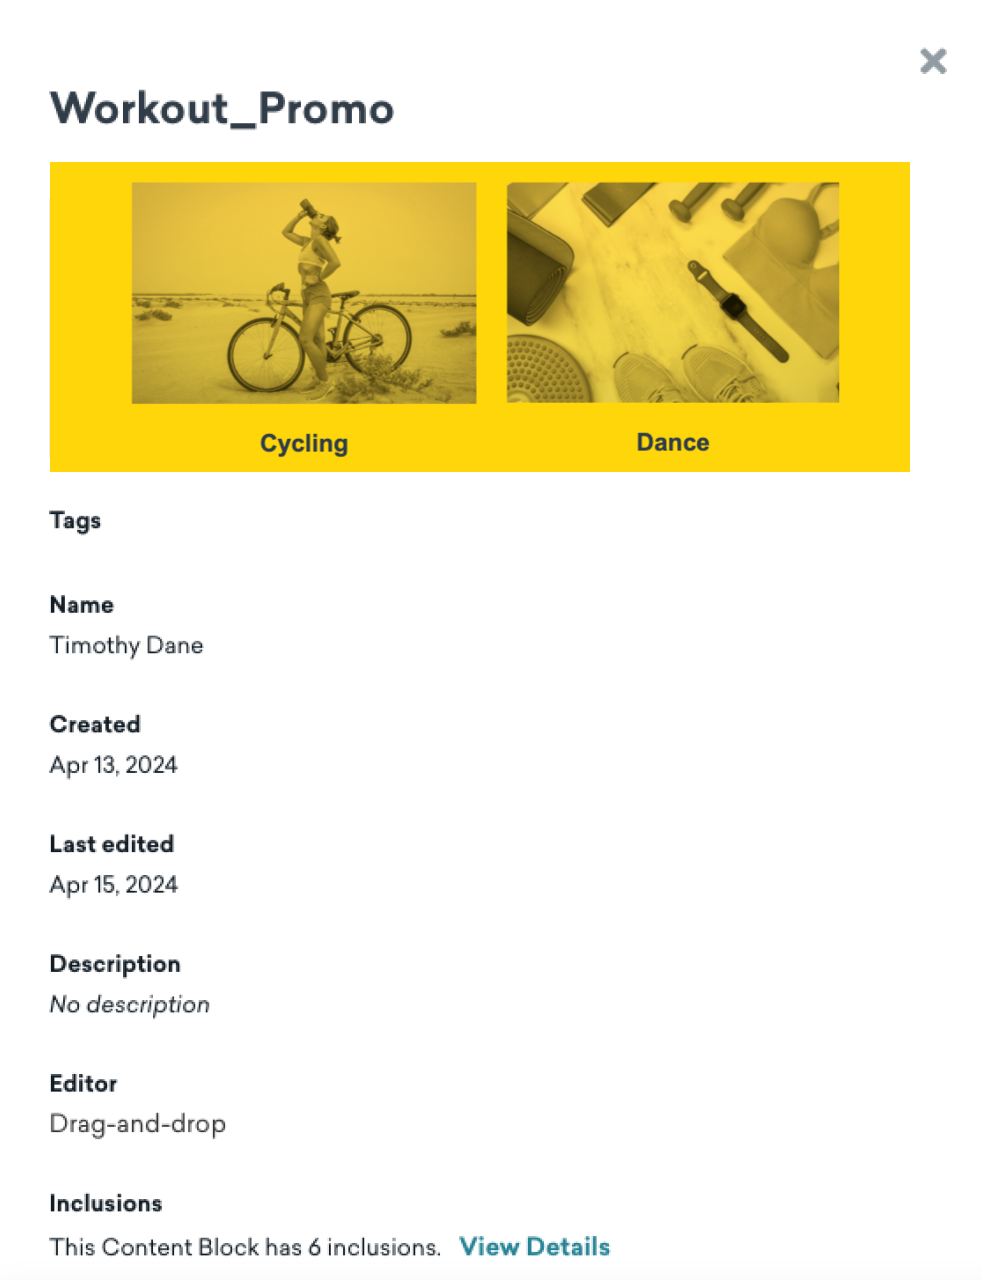 Workout_Promo
Cycling
Dance
Tags
Name
Timothy Dane
Created
Apr 13, 2024
Last edited
Apr 15, 2024
Description
No description
Editor
Drag-and-drop
Inclusions
This Content Block has 6 inclusions. View Details